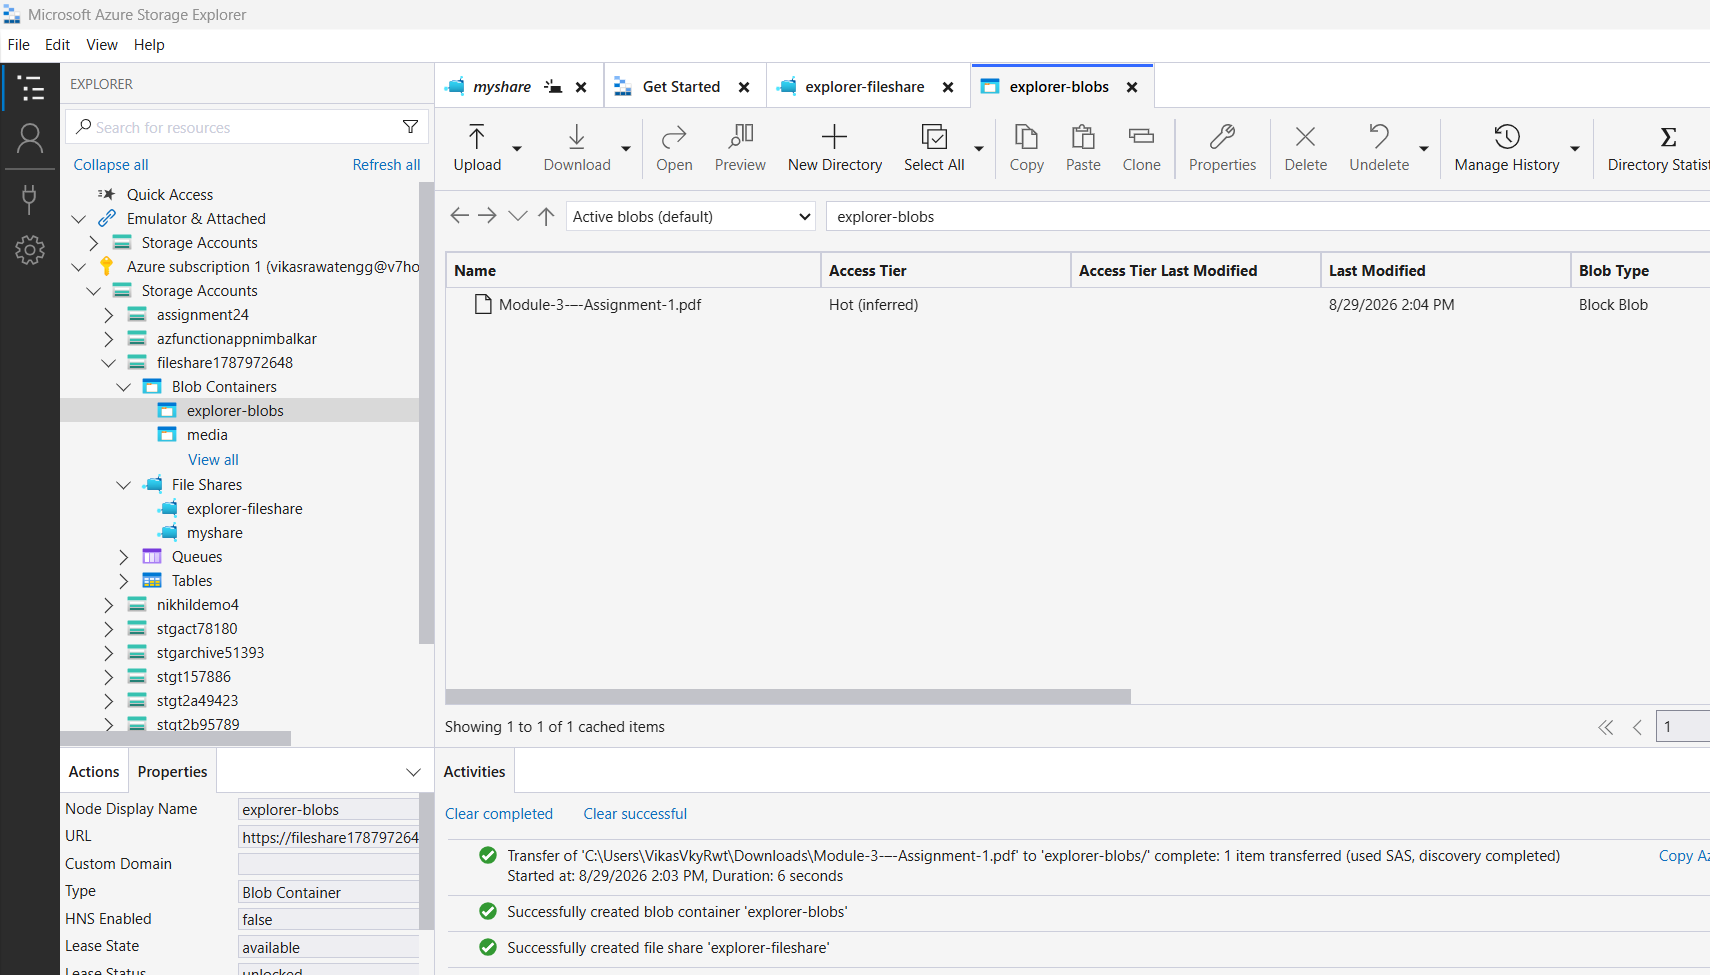 Microsoft Azure Storage Explorer
File Edit View Help
EXPLORER
Search for resources
Collapse all Refresh all
Quick Access
Emulator & Attached
Storage Accounts
Azure subscription 1 (vikasrawatengg@v7ho
Storage Accounts
assignment24
azfunctionappnimbalkar
fileshare1787972648
Blob Containers
explorer-blobs
media
View all
File Shares
explorer-fileshare
myshare
Queues
Tables
nikhildemo4
stgact78180
stgarchive51393
stgt157886
stgt2a49423
stgt2b95789
Actions Properties
Node Display Name explorer-blobs
URL https://fileshare178797264
Custom Domain
Type Blob Container
HNS Enabled false
Lease State available
Lease Status unlocked
myshare Get Started explorer-fileshare explorer-blobs
Upload Download Open Preview New Directory Select All Copy Paste Clone Properties Delete Undelete Manage History Directory Statist
Active blobs (default) explorer-blobs
Name Access Tier Access Tier Last Modified Last Modified Blob Type
Module-3-–-Assignment-1.pdf Hot (inferred) 8/29/2026 2:04 PM Block Blob
Showing 1 to 1 of 1 cached items 1
Activities
Clear completed Clear successful
Transfer of 'C:\Users\VikasVkyRwt\Downloads\Module-3-–-Assignment-1.pdf' to 'explorer-blobs/' complete: 1 item transferred (used SAS, discovery completed) Copy Az
Started at: 8/29/2026 2:03 PM, Duration: 6 seconds
Successfully created blob container 'explorer-blobs'
Successfully created file share 'explorer-fileshare'